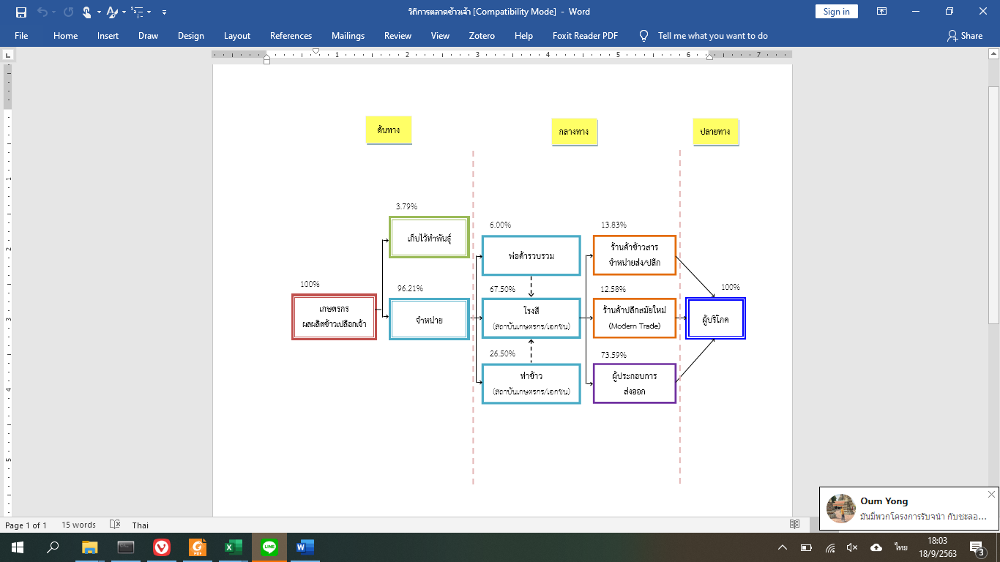 วิถีการตลาดข้าวเจ้า [Compatibility Mode] - Word
Sign in
File Home Insert Draw Design Layout References Mailings Review View Zotero Help Foxit Reader PDF Tell me what you want to do Share
1 2 3 4 5 6 7
ต้นทาง กลางทาง ปลายทาง
1
2
3
4
5
3.79%
เก็บไว้ทำพันธุ์
100%
เกษตรกร
ผลผลิตข้าวเปลือกเจ้า
96.21%
จำหน่าย
6.00%
พ่อค้ารวบรวม
67.50%
โรงสี
(สถาบันเกษตรกร/เอกชน)
26.50%
ท่าข้าว
(สถาบันเกษตรกร/เอกชน)
13.83%
ร้านค้าข้าวสาร
จำหน่ายส่ง/ปลีก
12.58%
ร้านค้าปลีกสมัยใหม่
(Modern Trade)
73.59%
ผู้ประกอบการ
ส่งออก
100%
ผู้บริโภค
Oum Yong
มันมีพวกโครงการรับจำนำ กับชะลอ...
Page 1 of 1 15 words Thai
PDF
ไทย
18:03
18/9/2563
3